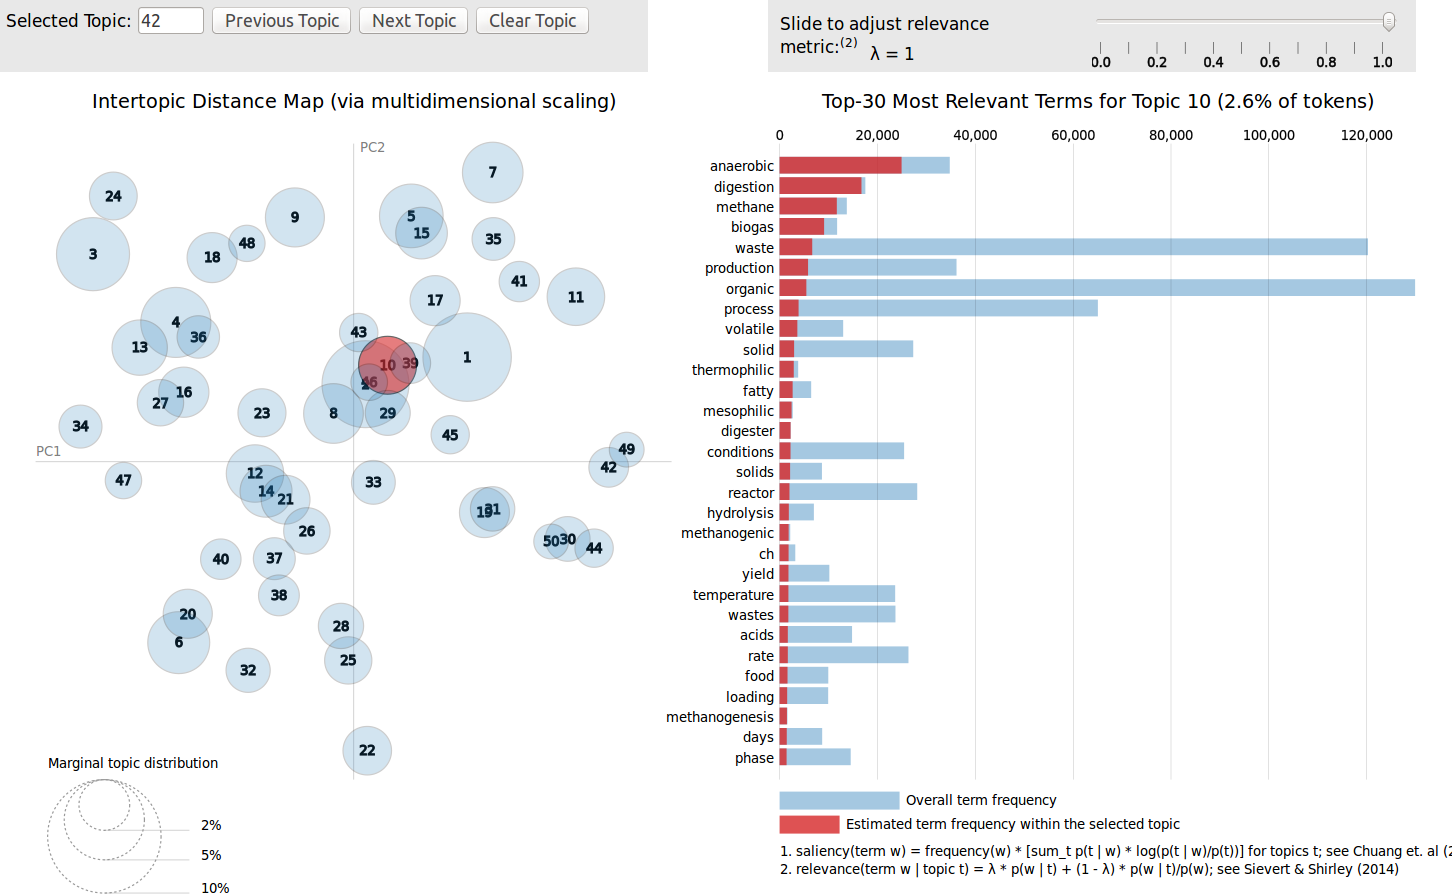 Selected Topic: 42 Previous Topic Next Topic Clear Topic
Slide to adjust relevance
metric:(2) λ = 1
0.0 0.2 0.4 0.6 0.8 1.0
Intertopic Distance Map (via multidimensional scaling)
PC2
PC1
7
24
5
9
15
35
48
3
18
41
11
17
4
43
36
13
1
39
10
46
16
27
23
8
29
34
45
49
42
12
47
33
14
21
31
19
26
50
30
44
40
37
38
20
28
6
25
32
22
Marginal topic distribution
2%
5%
10%
Top-30 Most Relevant Terms for Topic 10 (2.6% of tokens)
0 20,000 40,000 60,000 80,000 100,000 120,000
anaerobic
digestion
methane
biogas
waste
production
organic
process
volatile
solid
thermophilic
fatty
mesophilic
digester
conditions
solids
reactor
hydrolysis
methanogenic
ch
yield
temperature
wastes
acids
rate
food
loading
methanogenesis
days
phase
Overall term frequency
Estimated term frequency within the selected topic
1. saliency(term w) = frequency(w) * [sum_t p(t | w) * log(p(t | w)/p(t))] for topics t; see Chuang et. al (2
2. relevance(term w | topic t) = λ * p(w | t) + (1 - λ) * p(w | t)/p(w); see Sievert & Shirley (2014)